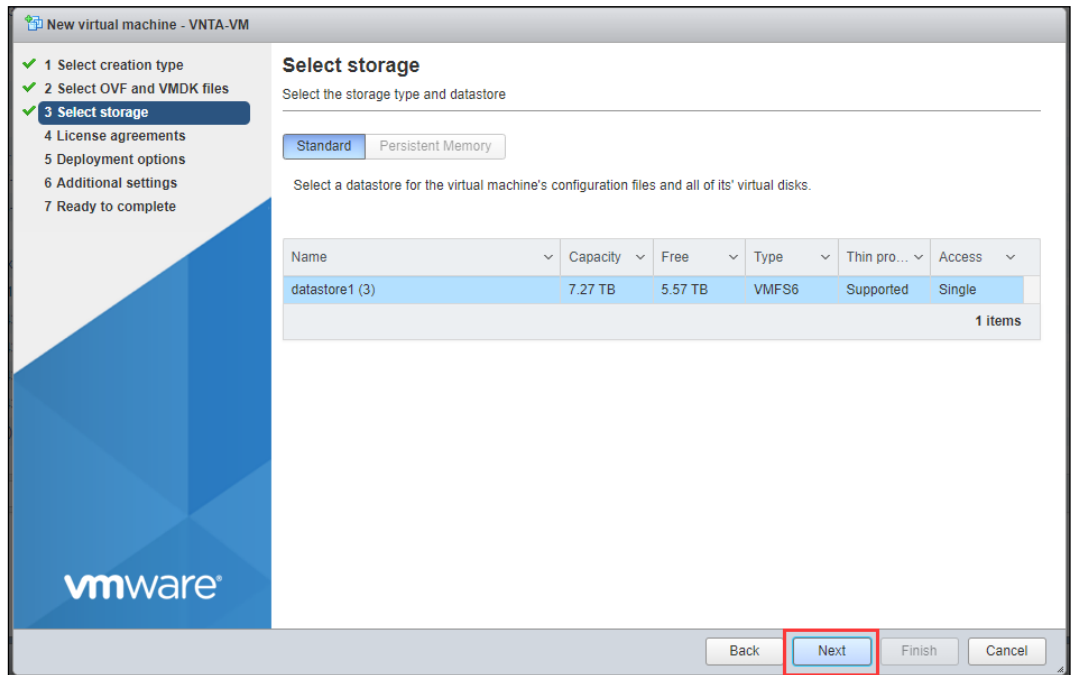 New virtual machine - VNTA-VM
1 Select creation type
2 Select OVF and VMDK files
3 Select storage
4 License agreements
5 Deployment options
6 Additional settings
7 Ready to complete
vmware®
Select storage
Select the storage type and datastore
Standard Persistent Memory
Select a datastore for the virtual machine's configuration files and all of its' virtual disks.
Name Capacity Free Type Thin pro... Access
datastore1 (3) 7.27 TB 5.57 TB VMFS6 Supported Single
1 items
Back Next Finish Cancel